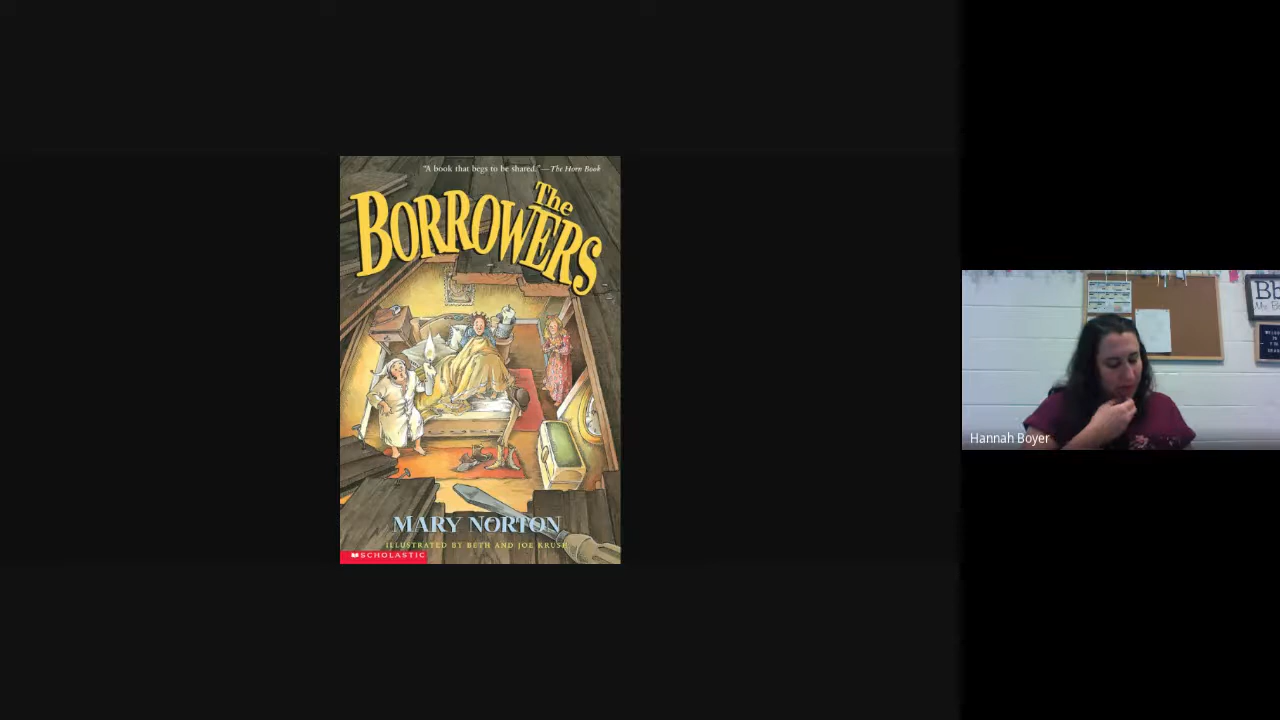 "A book that begs to be shared."—The Horn Book
The
BORROWERS
MARY NORTON
ILLUSTRATED BY BETH AND JOE KRUSH
SCHOLASTIC
Hannah Boyer
Bb